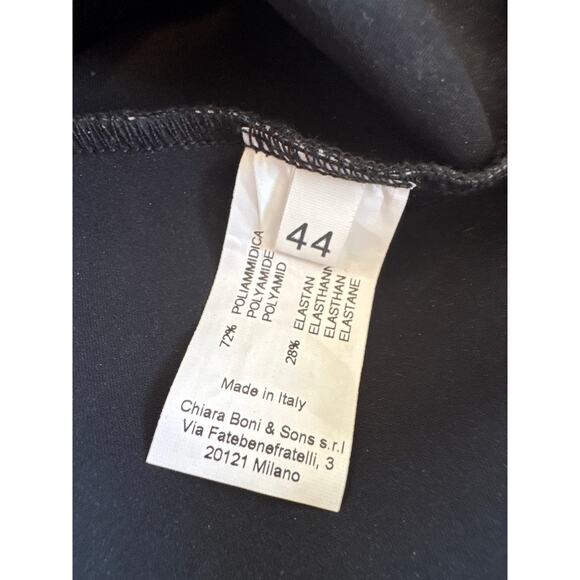 44
72% POLIAMMIDICA
POLYAMIDE
POLYAMID
28% ELASTAN
ELASTHANN
ELASTHAN
ELASTANE
Made in Italy
Chiara Boni & Sons s.r.l
Via Fatebenefratelli, 3
20121 Milano